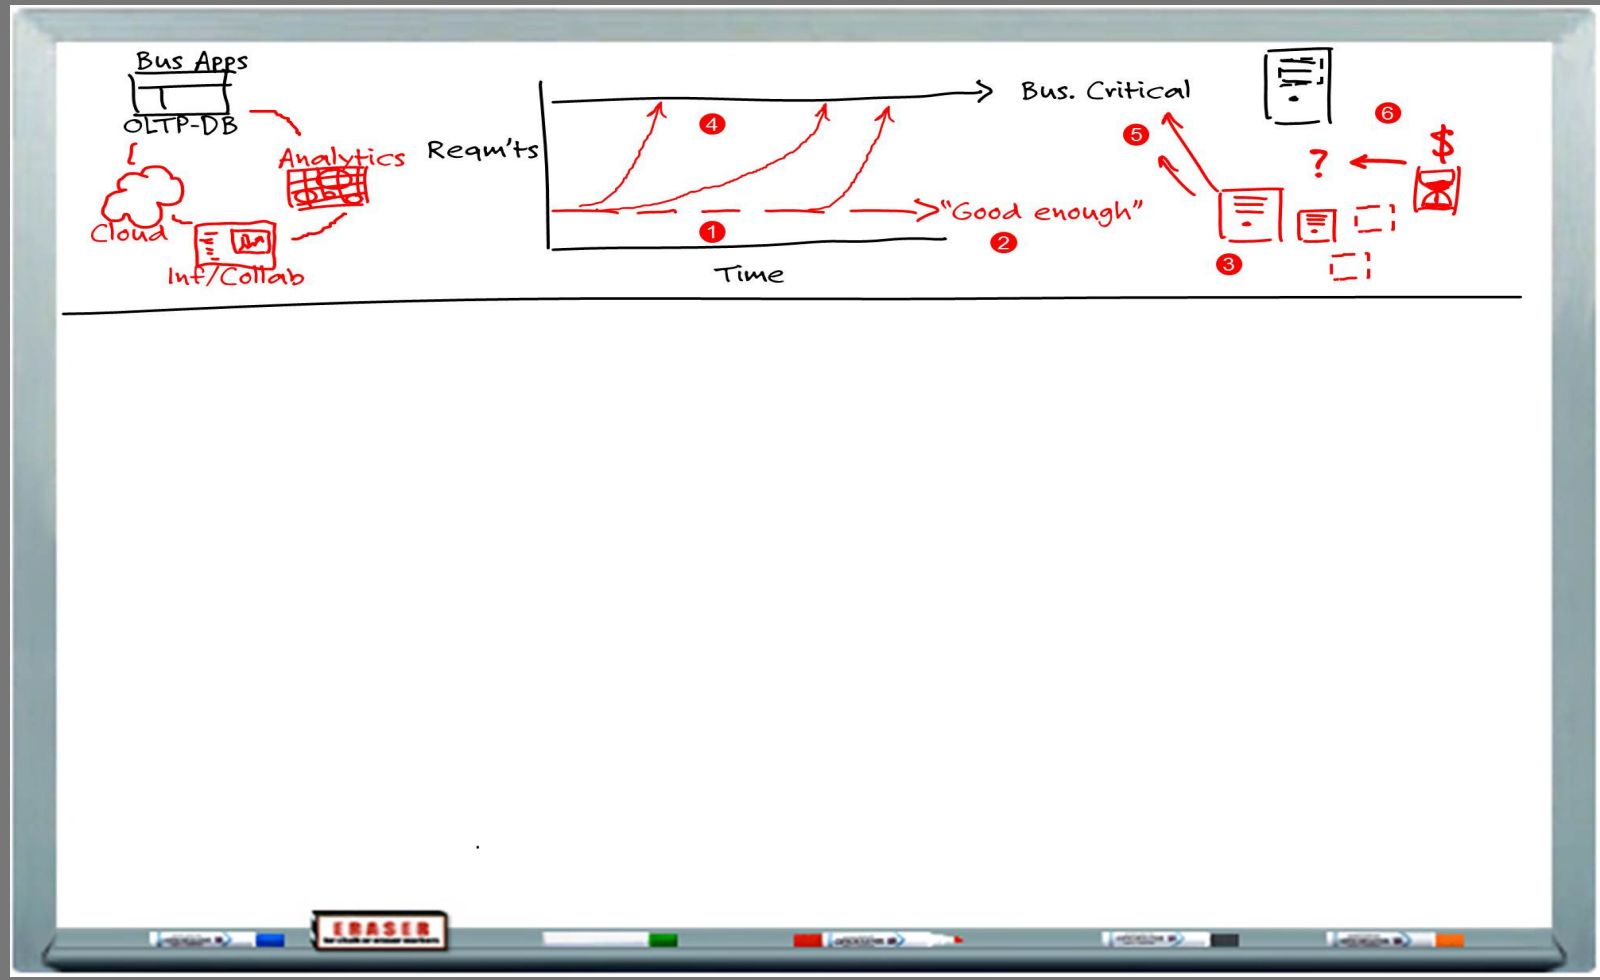 Bus Apps
OLTP-DB
Analytics
Cloud
Inf/Collab
Reqm'ts
4
1
Time
Bus. Critical
"Good enough"
2
5
3
6
?
$
ERASER